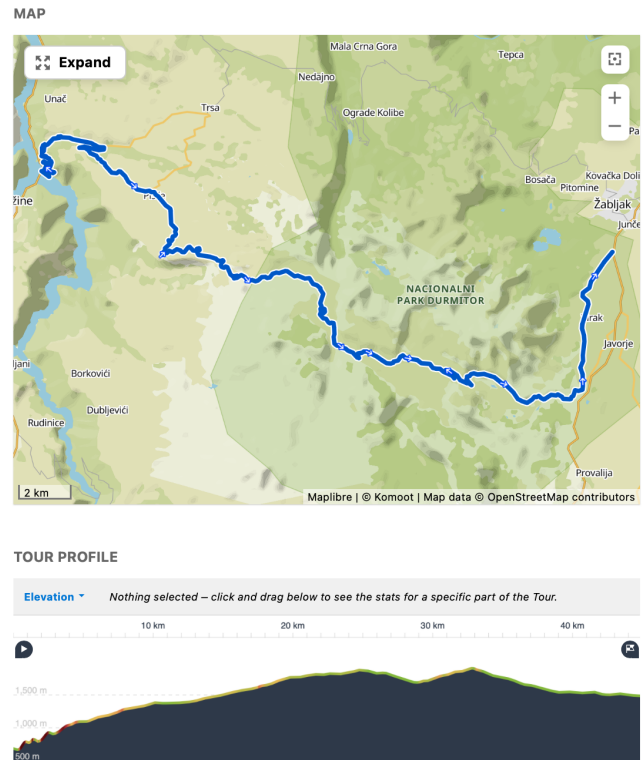 MAP
Mala Crna Gora
Tepca
Expand
Nedajno
Unač
Trsa
Ograde Kolibe
Bosača
Kovačka Doli
Pitomine
Žabljak
žine
Junče
NACIONALNI
PARK DURMITOR
Javorje
ljani
Borkovići
Dubljevići
Rudinice
Provalija
2 km
Maplibre | © Komoot | Map data © OpenStreetMap contributors
TOUR PROFILE
Elevation
Nothing selected – click and drag below to see the stats for a specific part of the Tour.
10 km 20 km 30 km 40 km
1,500 m
1,000 m
500 m